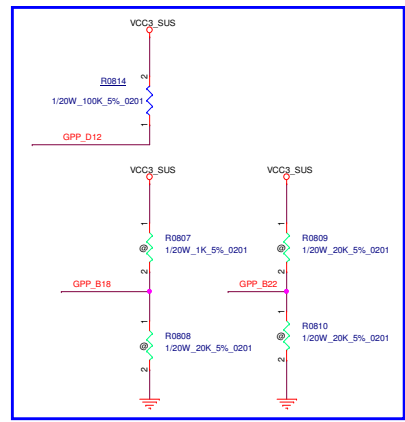 VCC3_SUS
2
R0814
1/20W_100K_5%_0201
1
GPP_D12
VCC3_SUS
VCC3_SUS
1
1
R0807
R0809
@
1/20W_1K_5%_0201
@
1/20W_20K_5%_0201
2
2
GPP_B18
GPP_B22
1
1
R0808
R0810
@
1/20W_20K_5%_0201
@
1/20W_20K_5%_0201
2
2